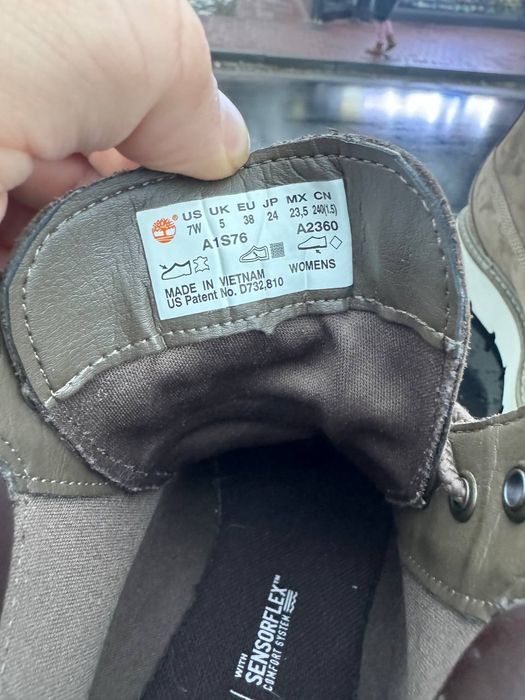 US UK EU JP MX CN
7W 5 38 24 23,5 240(1.5)
A1S76 A2360
MADE IN VIETNAM WOMENS
US Patent No. D732,810
WITH
SENSORFLEX™
COMFORT SYSTEM